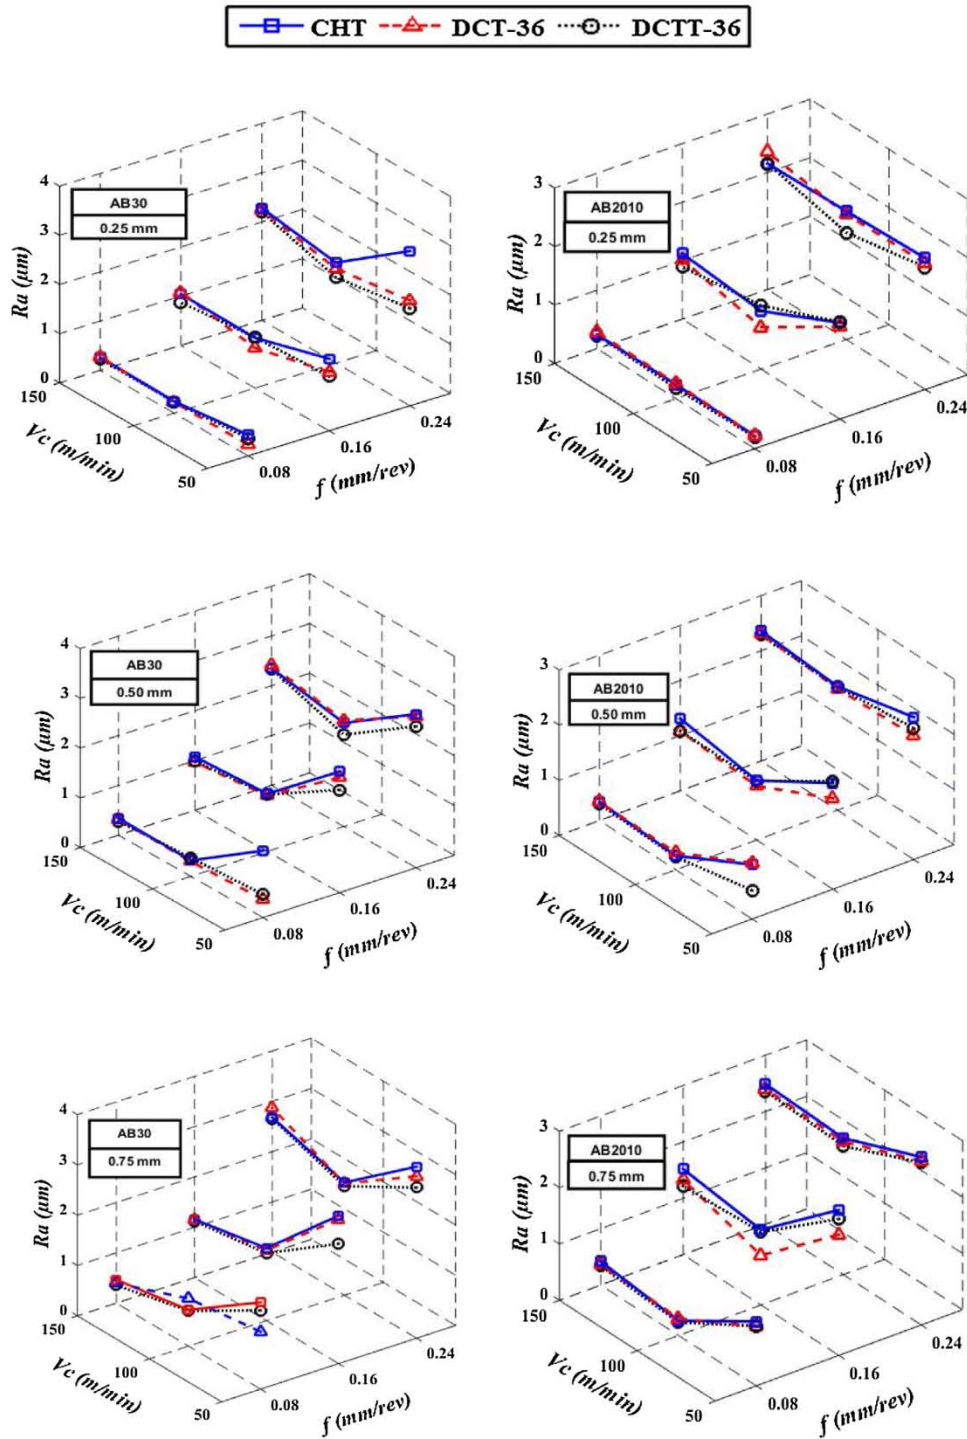 CHT DCT-36 DCTT-36
AB30
0.25 mm
Ra (μm)
4
3
2
1
0
150
100
50
Vc (m/min)
0.08
0.16
0.24
f (mm/rev)
AB2010
0.25 mm
Ra (μm)
3
2
1
0
150
100
50
Vc (m/min)
0.08
0.16
0.24
f (mm/rev)
AB30
0.50 mm
Ra (μm)
4
3
2
1
0
150
100
50
Vc (m/min)
0.08
0.16
0.24
f (mm/rev)
AB2010
0.50 mm
Ra (μm)
3
2
1
0
150
100
50
Vc (m/min)
0.08
0.16
0.24
f (mm/rev)
AB30
0.75 mm
Ra (μm)
4
3
2
1
0
150
100
50
Vc (m/min)
0.08
0.16
0.24
f (mm/rev)
AB2010
0.75 mm
Ra (μm)
3
2
1
0
150
100
50
Vc (m/min)
0.08
0.16
0.24
f (mm/rev)